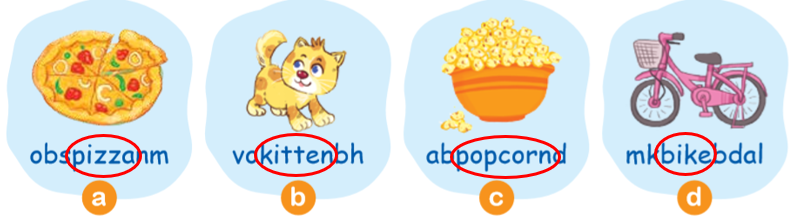 obspizzanm vokittenbh abpopcornd mkbikebdal
a b c d